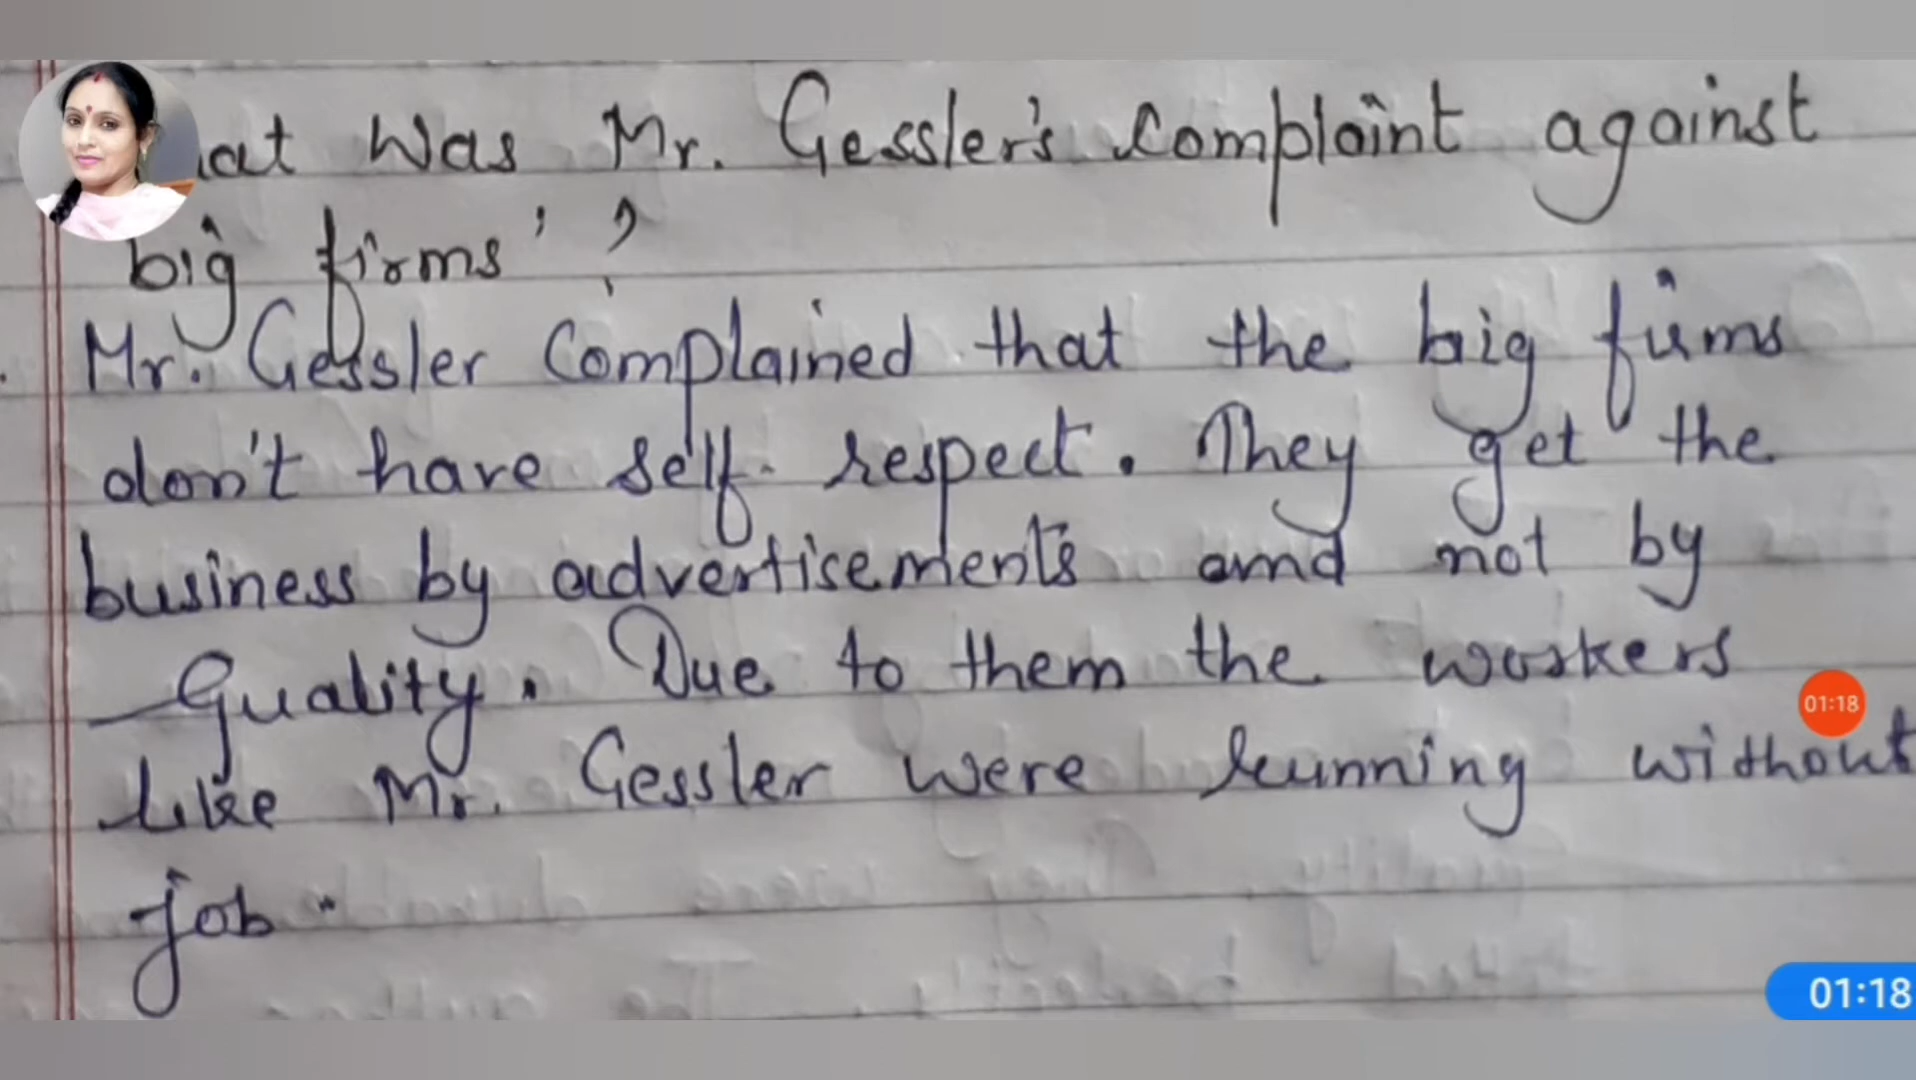 at was Mr. Gessler's complaint against
big firms' ?
Mr. Gessler Complained that the big firms
don't have self-respect. They get the
business by advertisements and not by
Quality. Due to them the workers
01:18
like Mr. Gessler were running without
job.
01:18